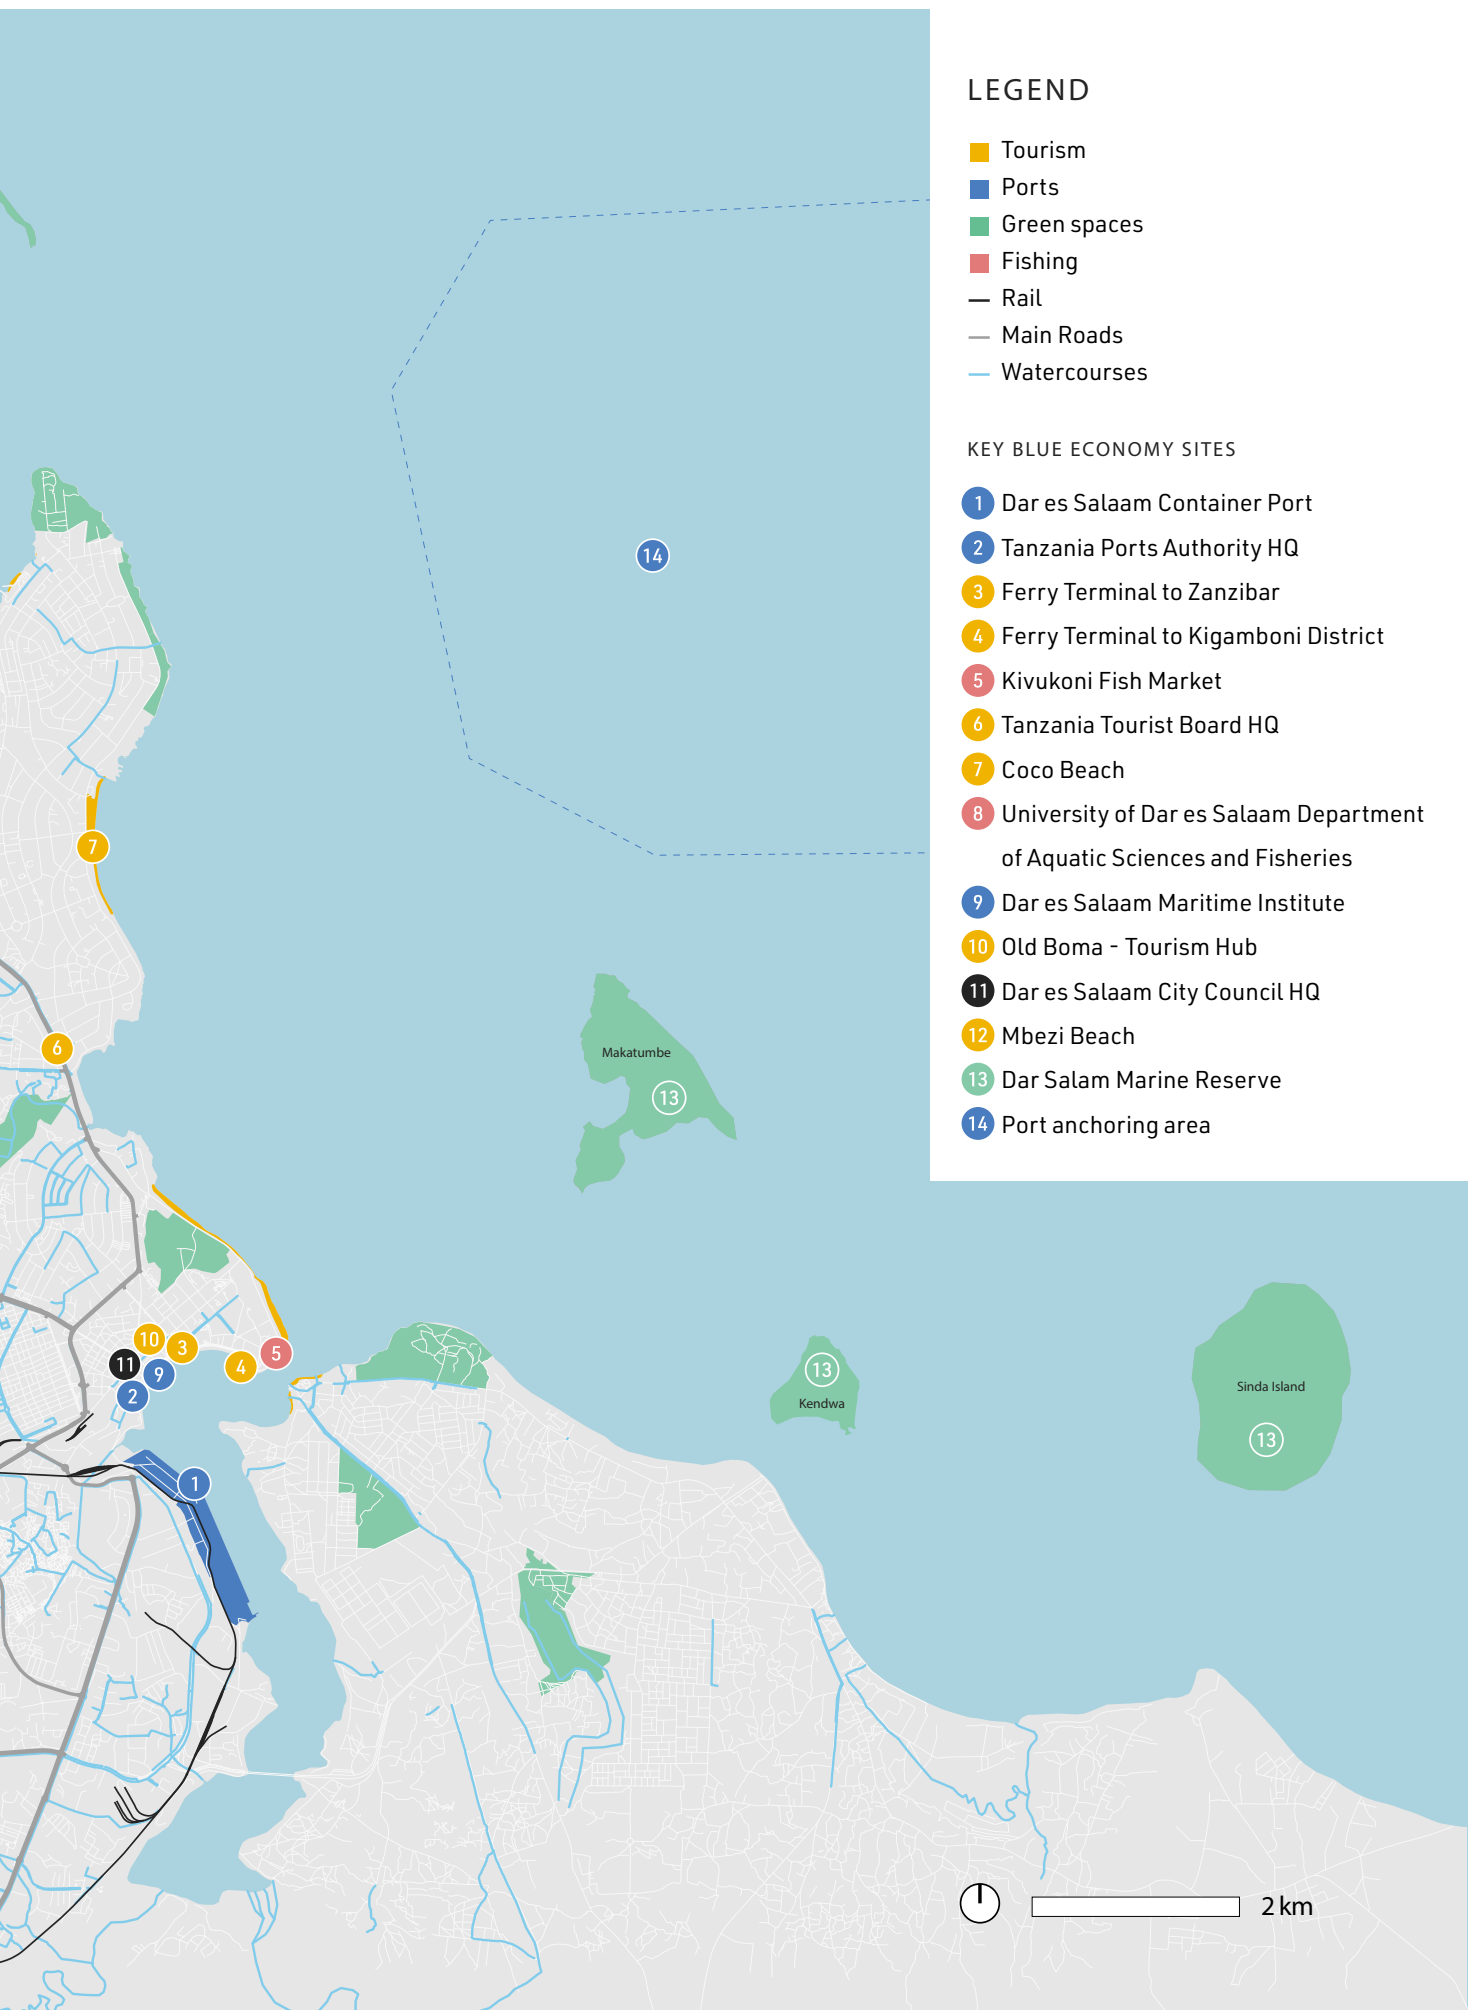 LEGEND
Tourism
Ports
Green spaces
Fishing
Rail
Main Roads
Watercourses
KEY BLUE ECONOMY SITES
1 Dar es Salaam Container Port
2 Tanzania Ports Authority HQ
3 Ferry Terminal to Zanzibar
4 Ferry Terminal to Kigamboni District
5 Kivukoni Fish Market
6 Tanzania Tourist Board HQ
7 Coco Beach
8 University of Dar es Salaam Department
of Aquatic Sciences and Fisheries
9 Dar es Salaam Maritime Institute
10 Old Boma - Tourism Hub
11 Dar es Salaam City Council HQ
12 Mbezi Beach
13 Dar Salam Marine Reserve
14 Port anchoring area
14
7
6
Makatumbe
13
10
3
5
11
9
4
2
13
Kendwa
Sinda Island
13
1
2 km